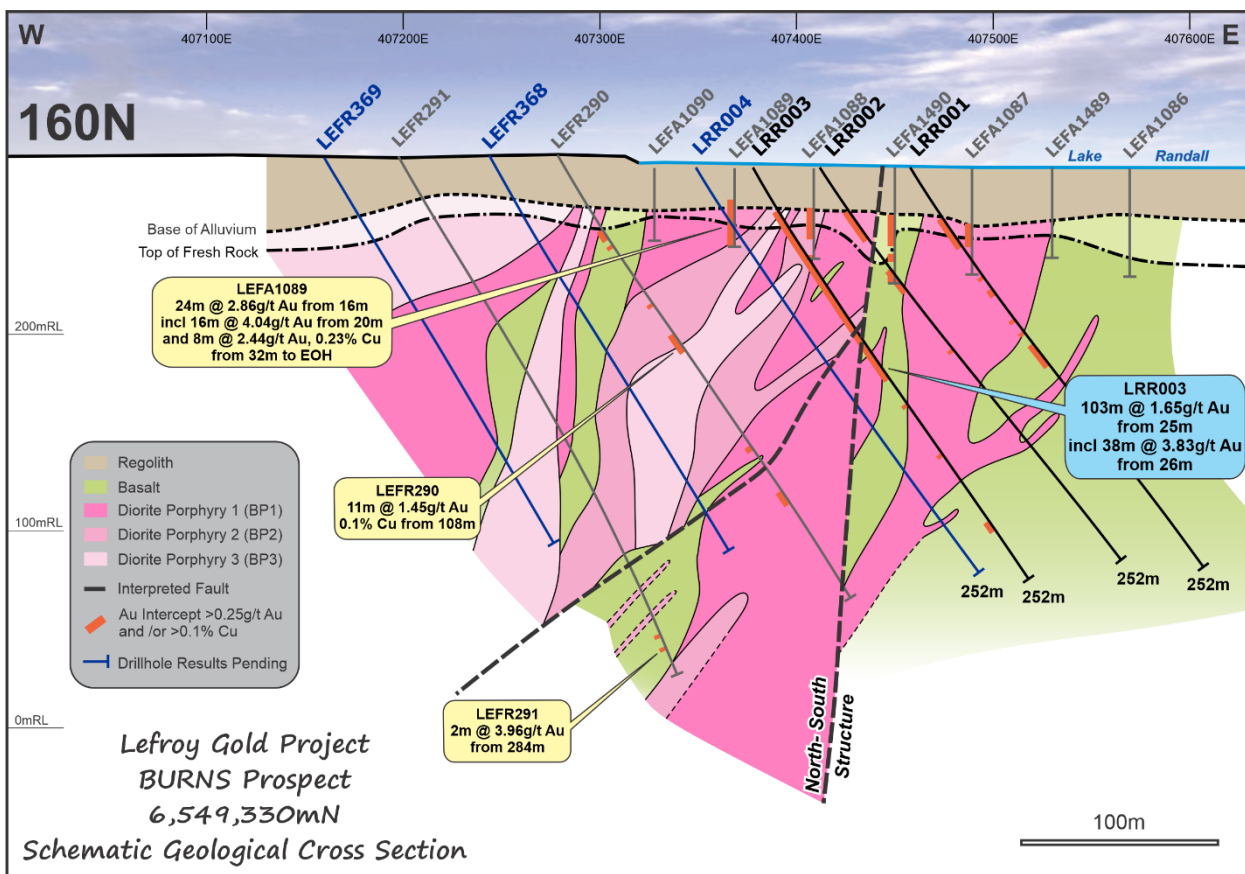 W
407100E
407200E
407300E
407400E
407500E
407600E
E
160N
LEFR369
LEFR291
LEFR368
LEFR290
LEFA1090
LRR004
LEFA1089
LRR003
LEFA1088
LRR002
LEFA1490
LRR001
LEFA1087
LEFA1489
LEFA1086
Lake Randall
Base of Alluvium
Top of Fresh Rock
LEFA1089
24m @ 2.86g/t Au from 16m
incl 16m @ 4.04g/t Au from 20m
and 8m @ 2.44g/t Au, 0.23% Cu
from 32m to EOH
200mRL
LRR003
103m @ 1.65g/t Au
from 25m
incl 38m @ 3.83g/t Au
from 26m
Regolith
Basalt
Diorite Porphyry 1 (BP1)
Diorite Porphyry 2 (BP2)
Diorite Porphyry 3 (BP3)
Interpreted Fault
Au Intercept >0.25g/t Au
and /or >0.1% Cu
Drillhole Results Pending
LEFR290
11m @ 1.45g/t Au
0.1% Cu from 108m
100mRL
252m
252m
252m
252m
LEFR291
2m @ 3.96g/t Au
from 284m
North- South
Structure
0mRL
Lefroy Gold Project
BURNS Prospect
6,549,330mN
Schematic Geological Cross Section
100m